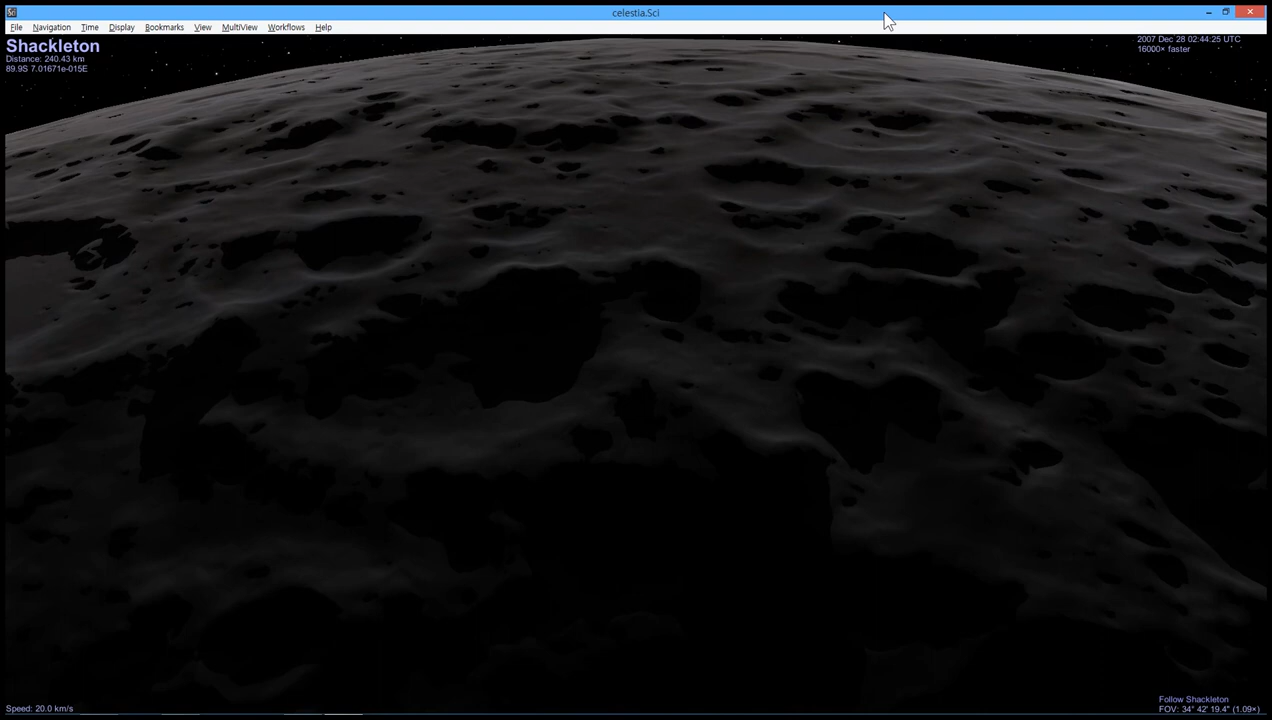 celestia.Sci
File Navigation Time Display Bookmarks View MultiView Workflows Help
Shackleton
Distance: 240.43 km
89.9S 7.01671e-015E
2007 Dec 28 02:44:25 UTC
16000× faster
Speed: 20.0 km/s
Follow Shackleton
FOV: 34° 42' 19.4" (1.09×)